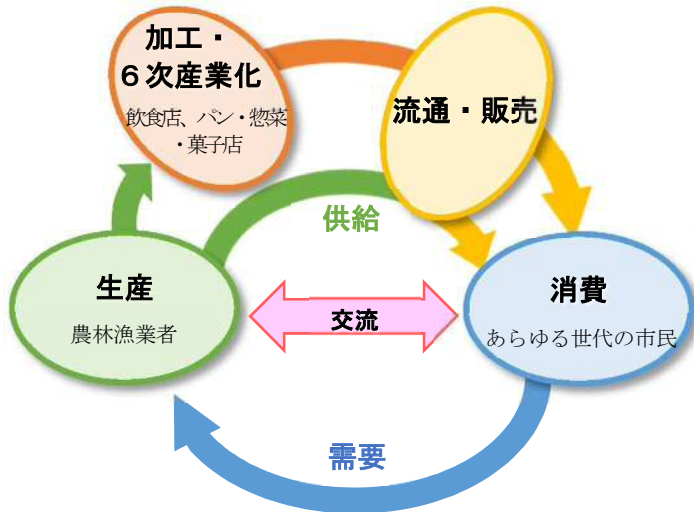 加工・
６次産業化
飲食店、パン・惣菜
・菓子店
流通・販売
供給
生産
農林漁業者
交流
消費
あらゆる世代の市民
需要